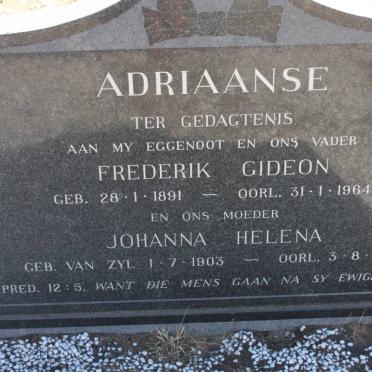 ADRIAANSE
TER GEDAGTENIS
AAN MY EGGENOOT EN ONS VADER
FREDERIK GIDEON
GEB. 28·1·1891 — OORL. 31·1·1964
EN ONS MOEDER
JOHANNA HELENA
GEB. VAN ZYL 1·7·1903 — OORL. 3·8·
PRED. 12:5. WANT DIE MENS GAAN NA SY